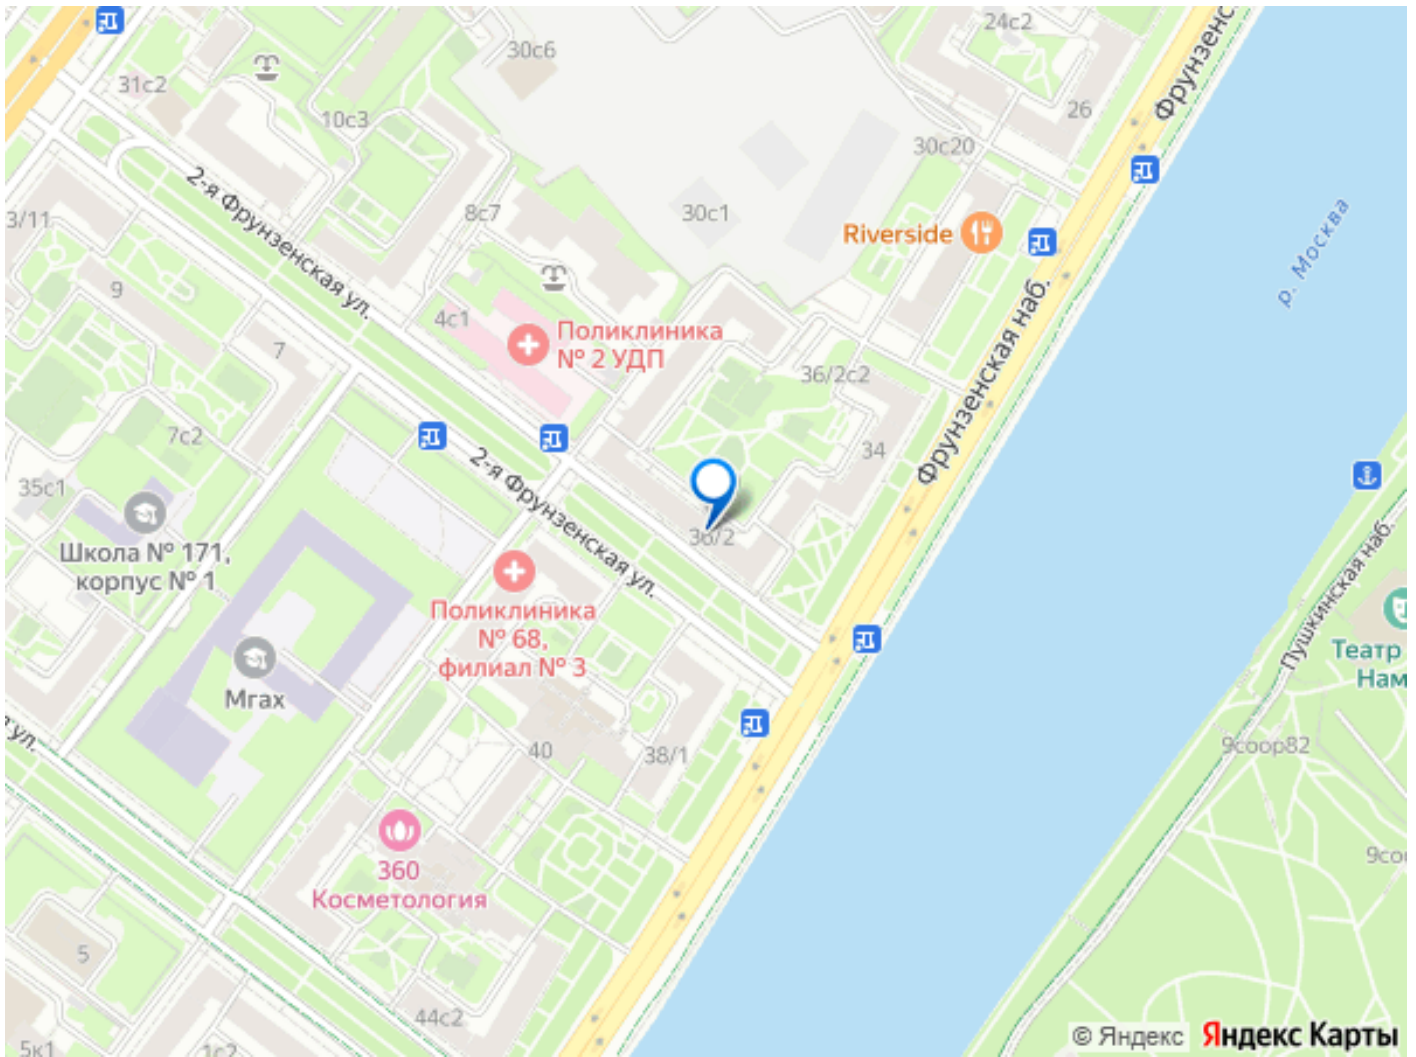 24с2
30с6
Фрунзенс
31с2
10с3
26
30с20
2-я Фрунзенская ул.
8с7
30с1
3/11
Riverside
р. Москва
9
4с1
Поликлиника
№ 2 УДП
7
36/2с2
Фрунзенская наб.
7с2
34
2-я Фрунзенская ул.
35с1
36/2
Школа № 171,
корпус № 1
Поликлиника
№ 68,
филиал № 3
Пушкинская наб.
Театр
Нам
Мгах
ул.
40
38/1
9соор82
360
Косметология
9соо
5
44с2
5к1
1с2
© Яндекс Яндекс Карты